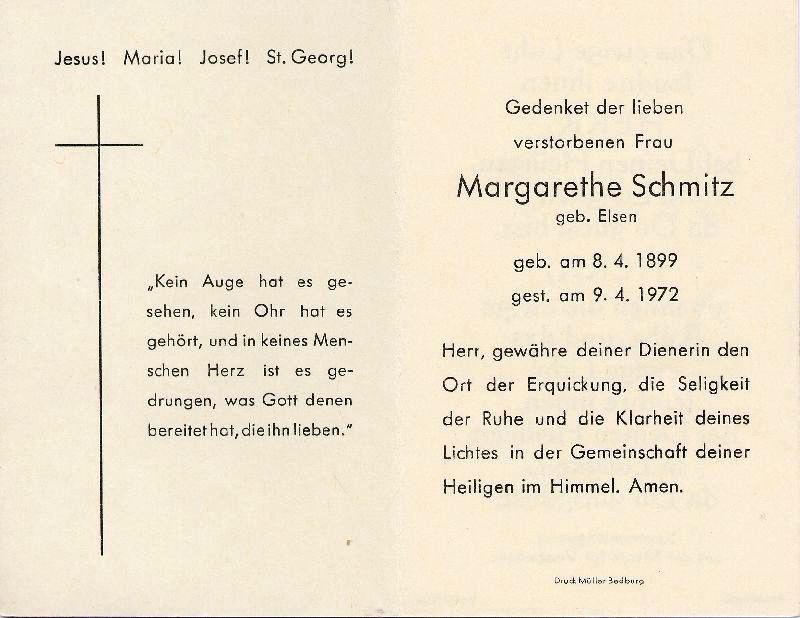 Jesus! Maria! Josef! St. Georg!
„Kein Auge hat es ge-
sehen, kein Ohr hat es
gehört, und in keines Men-
schen Herz ist es ge-
drungen, was Gott denen
bereitet hat, die ihn lieben."
Gedenket der lieben
verstorbenen Frau
Margarethe Schmitz
geb. Elsen
geb. am 8. 4. 1899
gest. am 9. 4. 1972
Herr, gewähre deiner Dienerin den
Ort der Erquickung, die Seligkeit
der Ruhe und die Klarheit deines
Lichtes in der Gemeinschaft deiner
Heiligen im Himmel. Amen.
Druck Müller Bedburg